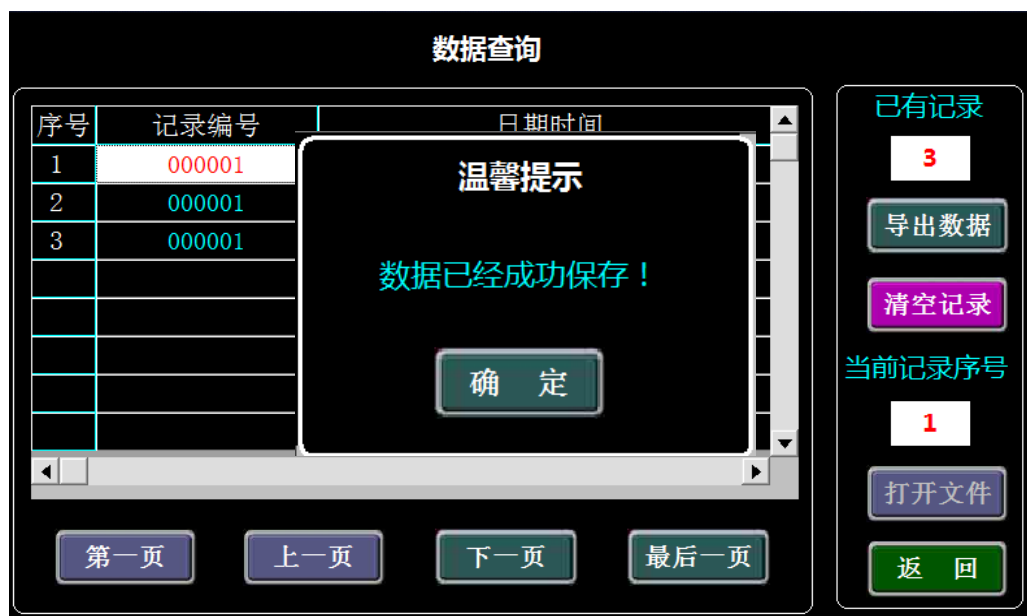 数据查询
序号 记录编号 日期时间
1 000001
2 000001
3 000001
温馨提示
数据已经成功保存！
确 定
第一页 上一页 下一页 最后一页
已有记录
3
导出数据
清空记录
当前记录序号
1
打开文件
返 回